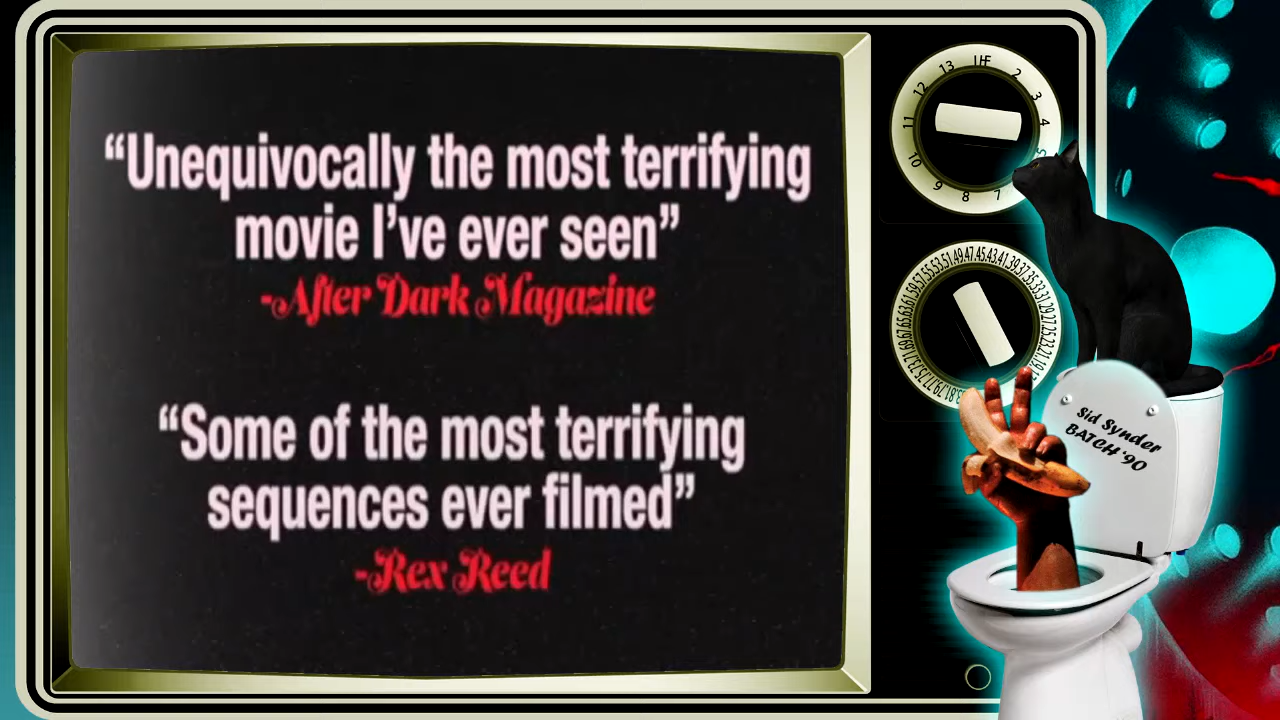 “Unequivocally the most terrifying
movie I’ve ever seen”
-After Dark Magazine
“Some of the most terrifying
sequences ever filmed”
-Rex Reed
Sid Synder
BATCH '90